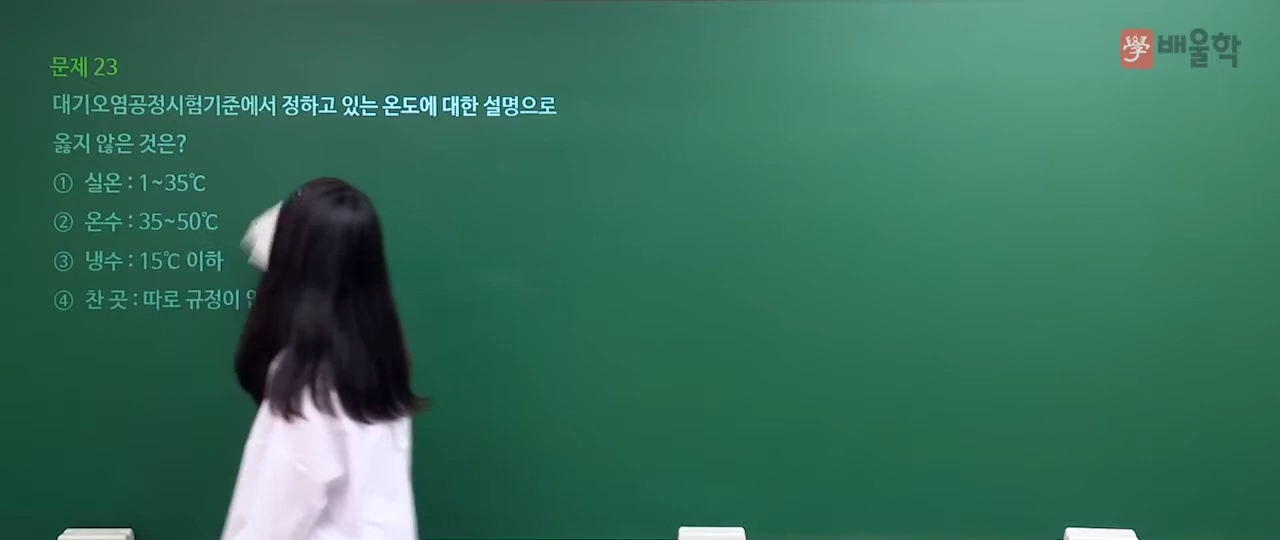 學 배울학
문제 23
대기오염공정시험기준에서 정하고 있는 온도에 대한 설명으로
옳지 않은 것은?
① 실온 : 1~35℃
② 온수 : 35~50℃
③ 냉수 : 15℃ 이하
④ 찬 곳 : 따로 규정이